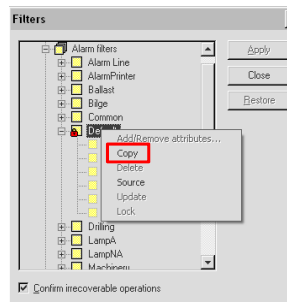 Filters
Alarm filters
Alarm Line
AlarmPrinter
Ballast
Bilge
Common
Add/Remove attributes...
Copy
Delete
Source
Update
Lock
Drilling
LampA
LampNA
Machinery
Apply
Close
Restore
Confirm irrecoverable operations